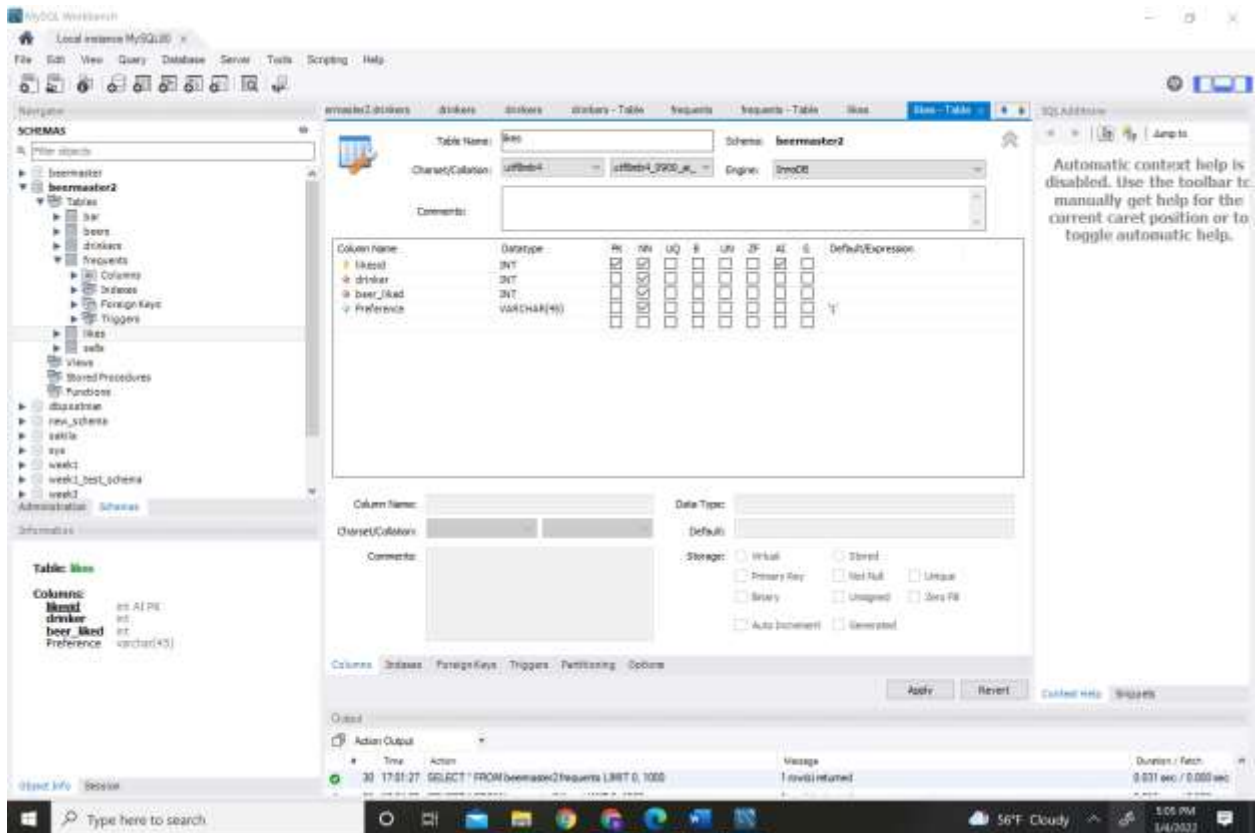 MySQL Workbench
Local instance MySQL80
File Edit View Query Database Server Tools Scripting Help
Navigator
SCHEMAS
Filter objects
beermaster
beermaster2
Tables
bar
beers
drinkers
frequents
Columns
Indexes
Foreign Keys
Triggers
likes
sells
Views
Stored Procedures
Functions
new_schema
sakila
sys
week1
week1_test_schema
Administration Schemas
Information
Table: likes
Columns:
likesid int AI PK
drinker int
beer_liked int
Preference varchar(45)
Object Info Session
drinkers drinkers drinkers - Table frequents frequents - Table likes likes - Table
Table Name: likes Schema: beermaster2
Charset/Collation: utf8mb4 Engine: InnoDB
Comments:
Column Name Datatype PK NN UQ B UN ZF AI G Default/Expression
likesid INT
drinker INT
beer_liked INT
Preference VARCHAR(45)
Column Name: Data Type:
Charset/Collation: Default:
Comments: Storage: Virtual Stored
Primary Key Not Null Unique
Binary Unsigned Zero Fill
Auto Increment Generated
Columns Indexes Foreign Keys Triggers Partitioning Options
Apply Revert
Output
Action Output
# Time Action Message Duration / Fetch
30 17:01:27 SELECT * FROM beermaster2.frequents LIMIT 0, 1000 1 row(s) returned 0.031 sec / 0.000 sec
SQL Additions
Jump to
Automatic context help is
disabled. Use the toolbar to
manually get help for the
current caret position or to
toggle automatic help.
Context Help Snippets
Type here to search
56°F Cloudy
5:05 PM